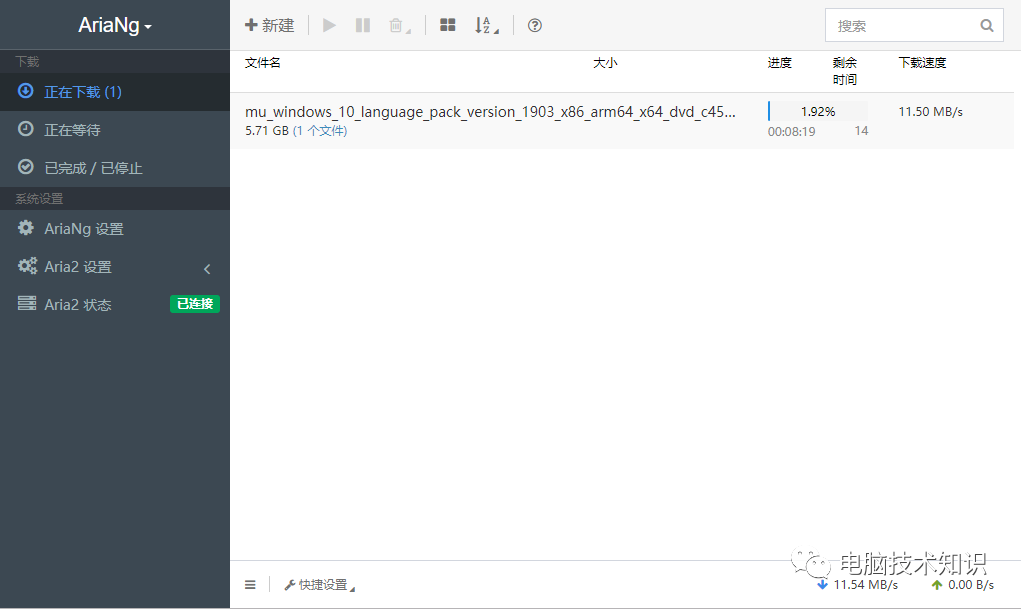 AriaNg
新建
搜索
下载
正在下载 (1)
正在等待
已完成 / 已停止
系统设置
AriaNg 设置
Aria2 设置
Aria2 状态
已连接
文件名
大小
进度
剩余
时间
下载速度
mu_windows_10_language_pack_version_1903_x86_arm64_x64_dvd_c45...
1.92%
11.50 MB/s
5.71 GB (1 个文件)
00:08:19
14
电脑技术知识
快捷设置
11.54 MB/s
0.00 B/s